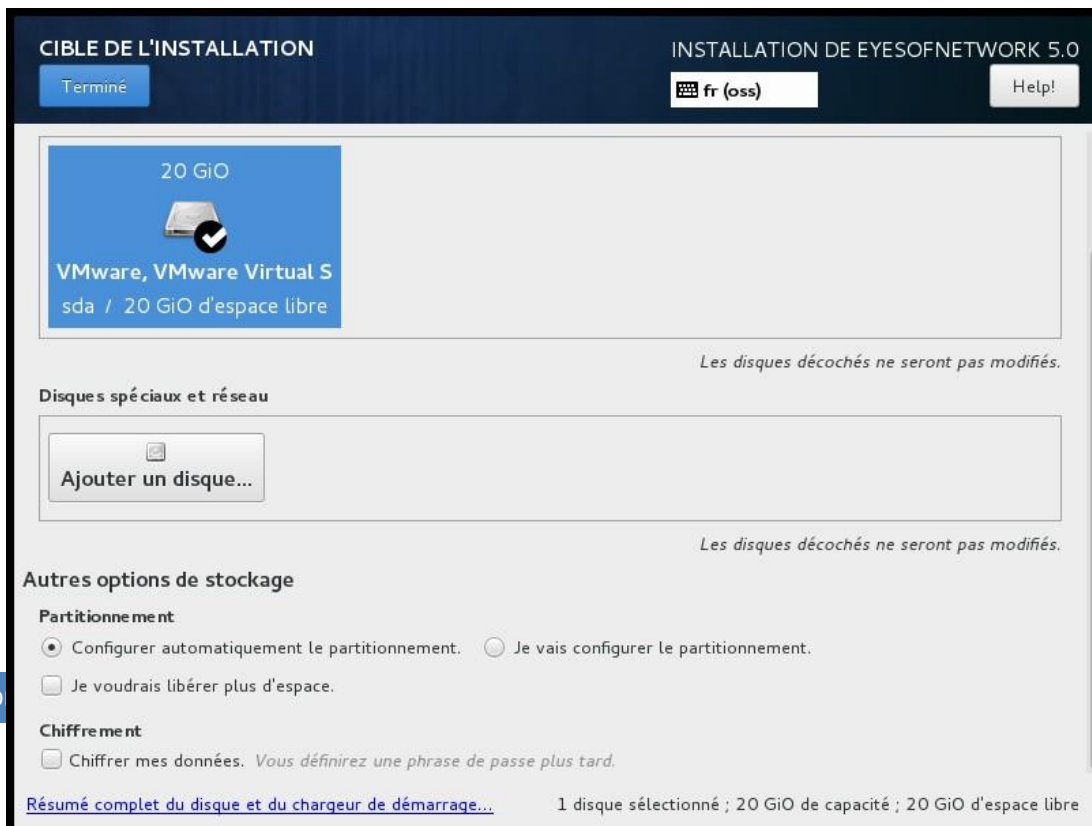 CIBLE DE L'INSTALLATION
INSTALLATION DE EYESOFNETWORK 5.0
Terminé
fr (oss)
Help!
20 GiO
VMware, VMware Virtual S
sda / 20 GiO d'espace libre
Les disques décochés ne seront pas modifiés.
Disques spéciaux et réseau
Ajouter un disque...
Les disques décochés ne seront pas modifiés.
Autres options de stockage
Partitionnement
Configurer automatiquement le partitionnement. Je vais configurer le partitionnement.
Je voudrais libérer plus d'espace.
Chiffrement
Chiffrer mes données. Vous définirez une phrase de passe plus tard.
Résumé complet du disque et du chargeur de démarrage... 1 disque sélectionné ; 20 GiO de capacité ; 20 GiO d'espace libre